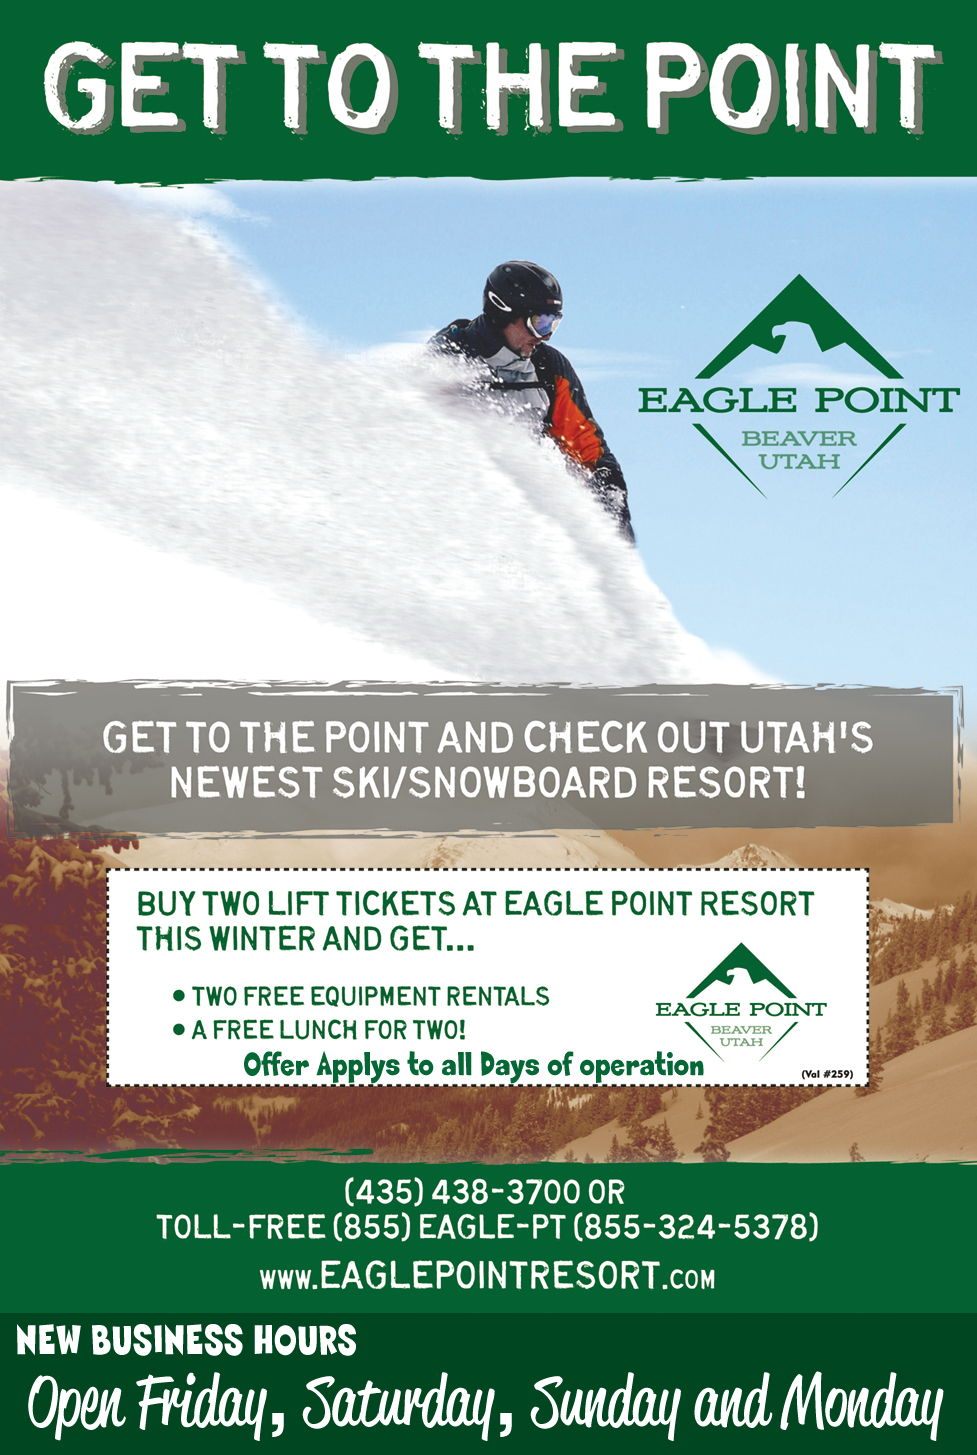 GET TO THE POINT
EAGLE POINT
BEAVER
UTAH
GET TO THE POINT AND CHECK OUT UTAH'S
NEWEST SKI/SNOWBOARD RESORT!
BUY TWO LIFT TICKETS AT EAGLE POINT RESORT
THIS WINTER AND GET...
• TWO FREE EQUIPMENT RENTALS
• A FREE LUNCH FOR TWO!
Offer Applys to all Days of operation
EAGLE POINT
BEAVER
UTAH
(Val #259)
(435) 438-3700 OR
TOLL-FREE (855) EAGLE-PT (855-324-5378)
WWW.EAGLEPOINTRESORT.COM
NEW BUSINESS HOURS
Open Friday, Saturday, Sunday and Monday